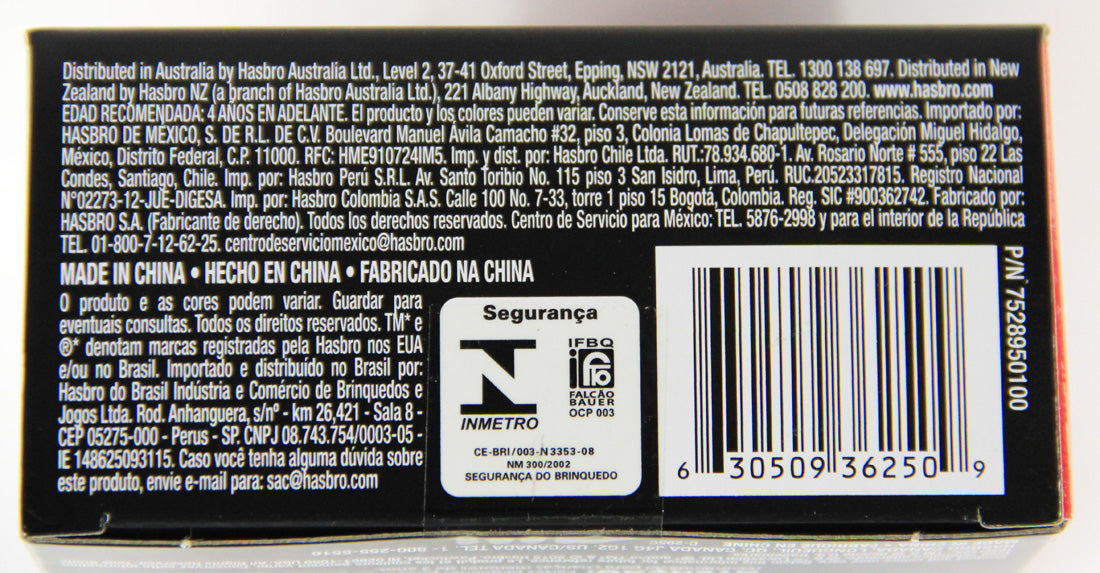 Distributed in Australia by Hasbro Australia Ltd., Level 2, 37-41 Oxford Street, Epping, NSW 2121, Australia. TEL. 1300 138 697. Distributed in New
Zealand by Hasbro NZ (a branch of Hasbro Australia Ltd.), 221 Albany Highway, Auckland, New Zealand. TEL. 0508 828 200. www.hasbro.com
EDAD RECOMENDADA: 4 AÑOS EN ADELANTE. El producto y los colores pueden variar. Conserve esta información para futuras referencias. Importado por:
HASBRO DE MÉXICO, S. DE R.L. DE C.V. Boulevard Manuel Ávila Camacho #32, piso 3, Colonia Lomas de Chapultepec, Delegación Miguel Hidalgo,
México, Distrito Federal, C.P. 11000. RFC: HME910724IM5. Imp. y dist. por: Hasbro Chile Ltda. RUT.:78.934.680-1. Av. Rosario Norte # 555, piso 22 Las
Condes, Santiago, Chile. Imp. por: Hasbro Perú S.R.L. Av. Santo Toribio No. 115 piso 3 San Isidro, Lima, Perú. RUC.20523317815. Registro Nacional
N°02273-12-JUE-DIGESA. Imp. por: Hasbro Colombia S.A.S. Calle 100 No. 7-33, torre 1 piso 15 Bogotá, Colombia. Reg. SIC #900362742. Fabricado por:
HASBRO S.A. (Fabricante de derecho). Todos los derechos reservados. Centro de Servicio para México: TEL. 5876-2998 y para el interior de la República
TEL. 01-800-7-12-62-25. centrodeserviciomexico@hasbro.com
MADE IN CHINA • HECHO EN CHINA • FABRICADO NA CHINA
O produto e as cores podem variar. Guardar para
eventuais consultas. Todos os direitos reservados. TM* e
®* denotam marcas registradas pela Hasbro nos EUA
e/ou no Brasil. Importado e distribuído no Brasil por:
Hasbro do Brasil Indústria e Comércio de Brinquedos e
Jogos Ltda. Rod. Anhanguera, s/nº - km 26,421 - Sala 8 -
CEP 05275-000 - Perus - SP. CNPJ 08.743.754/0003-05 -
IE 148625093115. Caso você tenha alguma dúvida sobre
este produto, envie e-mail para: sac@hasbro.com
Segurança
INMETRO
IFBQ
FALCÃO
BAUER
OCP 003
CE-BRI/003-N 3353-08
NM 300/2002
SEGURANÇA DO BRINQUEDO
6 30509 36250 9
P/N 7528950100